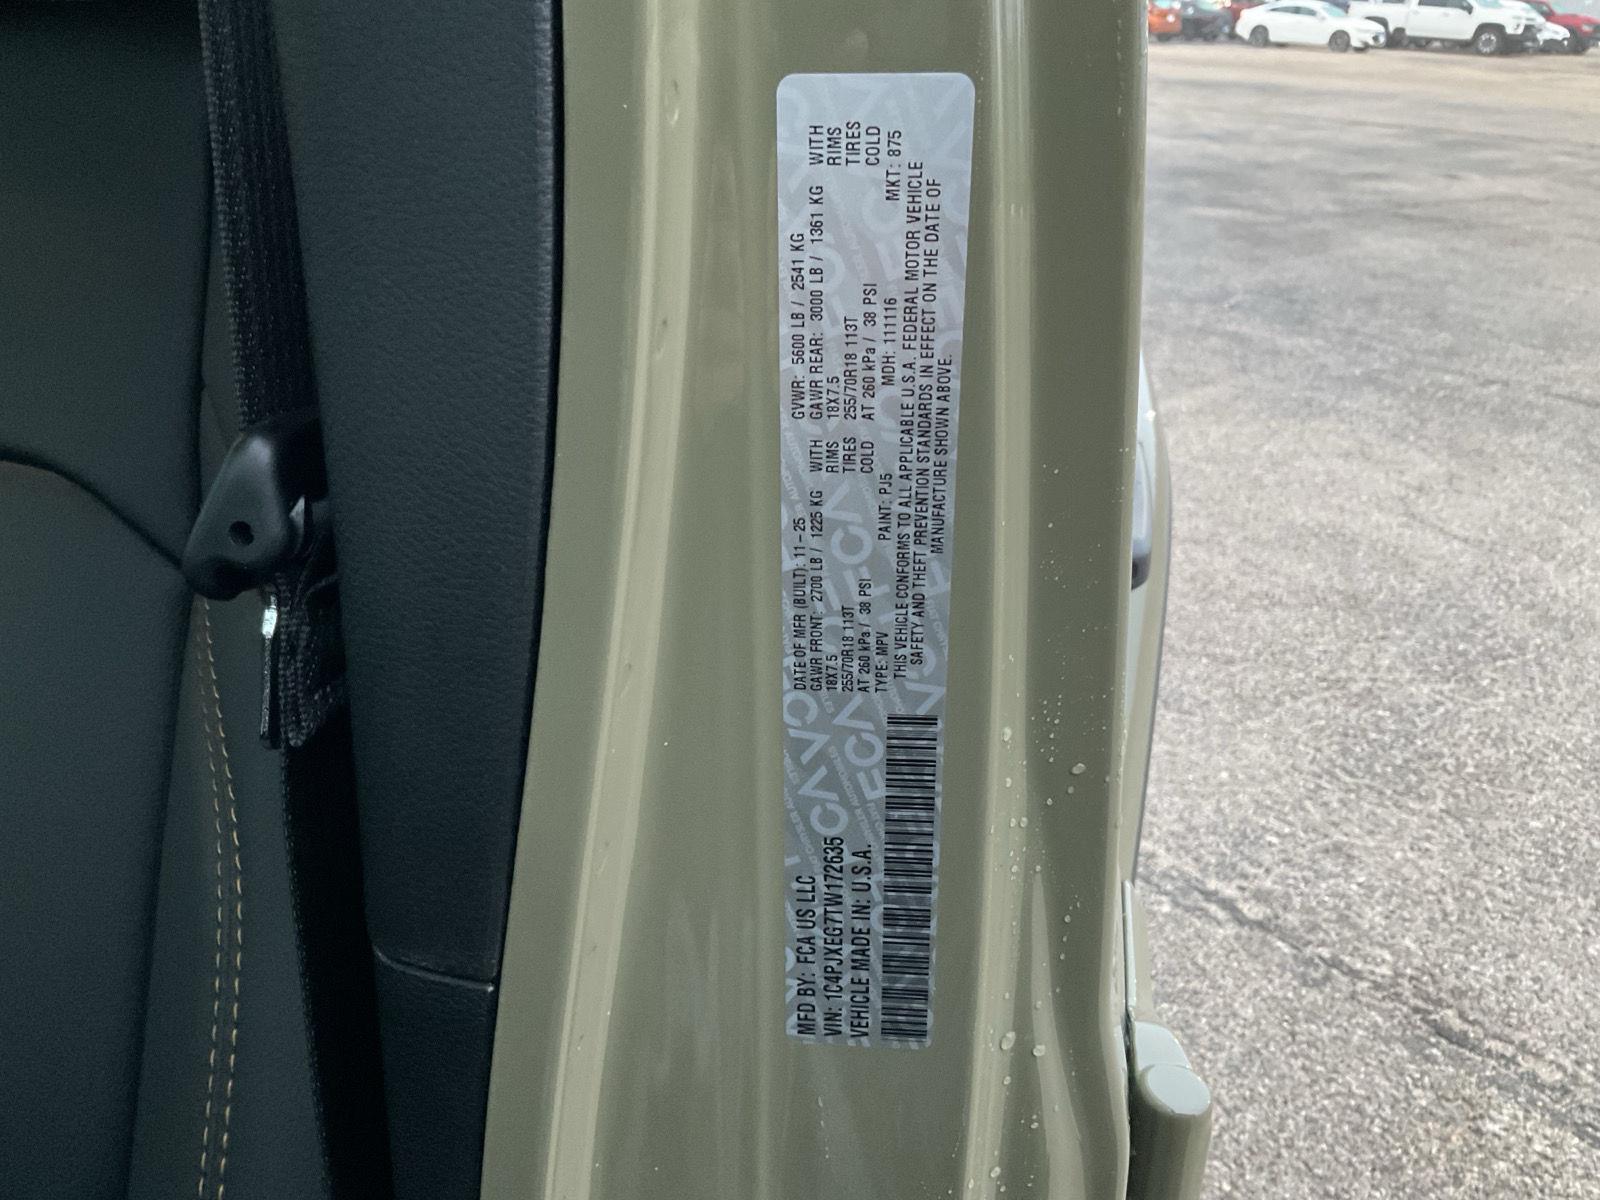 MFD BY: FCA US LLC
VIN: 1C4PJXEG7TW172635
VEHICLE MADE IN: U.S.A.
DATE OF MFR (BUILT): 11-25 GVWR: 5600 LB / 2541 KG
GAWR FRONT: 2700 LB / 1225 KG WITH GAWR REAR: 3000 LB / 1361 KG WITH
18X7.5 RIMS 18X7.5 RIMS
255/70R18 113T TIRES 255/70R18 113T TIRES
AT 260 kPa / 38 PSI COLD AT 260 kPa / 38 PSI COLD
TYPE: MPV PAINT: PJ5 MDH: 111116 MKT: 875
THIS VEHICLE CONFORMS TO ALL APPLICABLE U.S.A. FEDERAL MOTOR VEHICLE
SAFETY AND THEFT PREVENTION STANDARDS IN EFFECT ON THE DATE OF
MANUFACTURE SHOWN ABOVE.